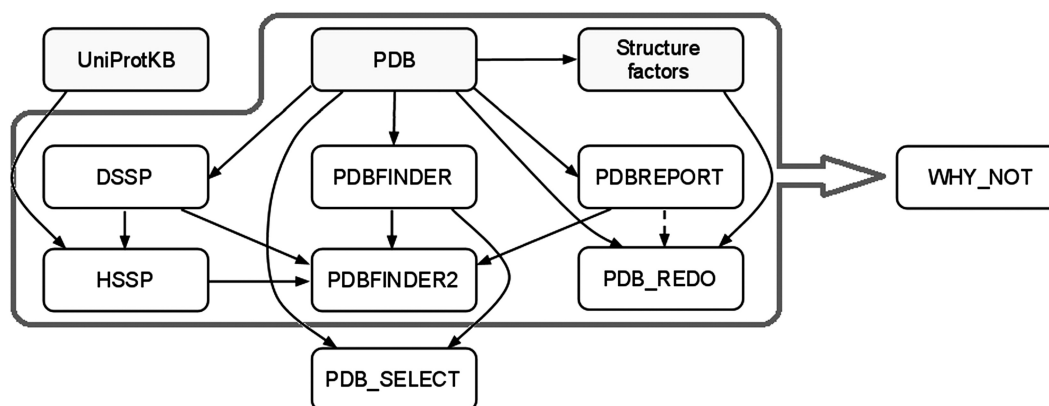 UniProtKB
PDB
Structure
factors
DSSP
PDBFINDER
PDBREPORT
WHY_NOT
HSSP
PDBFINDER2
PDB_REDO
PDB_SELECT